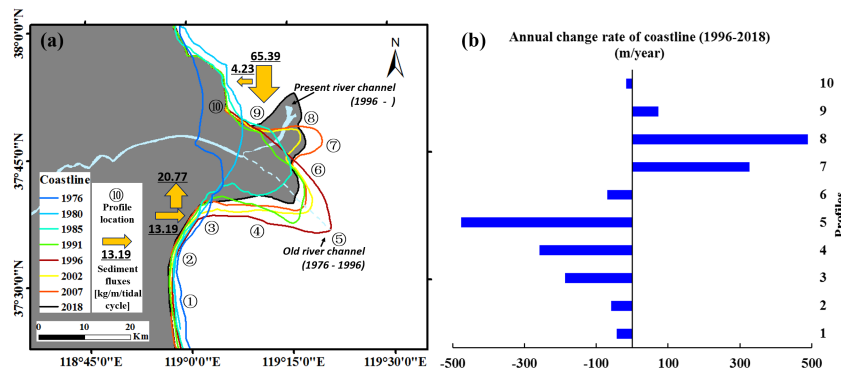 (a)
38°0'0"N
37°45'0"N
37°30'0"N
65.39
4.23
N
Present river channel
(1996 - )
⑩
⑨
⑧
⑦
⑥
20.77
13.19
③
④
⑤
②
①
Old river channel
(1976 - 1996)
Coastline
1976
1980
1985
1991
1996
2002
2007
2018
⑩
Profile
location
13.19
Sediment
fluxes
[kg/m/tidal
cycle]
0 10 20
Km
118°45'0"E 119°0'0"E 119°15'0"E 119°30'0"E
(b)
Annual change rate of coastline (1996-2018)
(m/year)
10
9
8
7
6
5
4
3
2
1
Profiles
-500 -300 -100 100 300 500